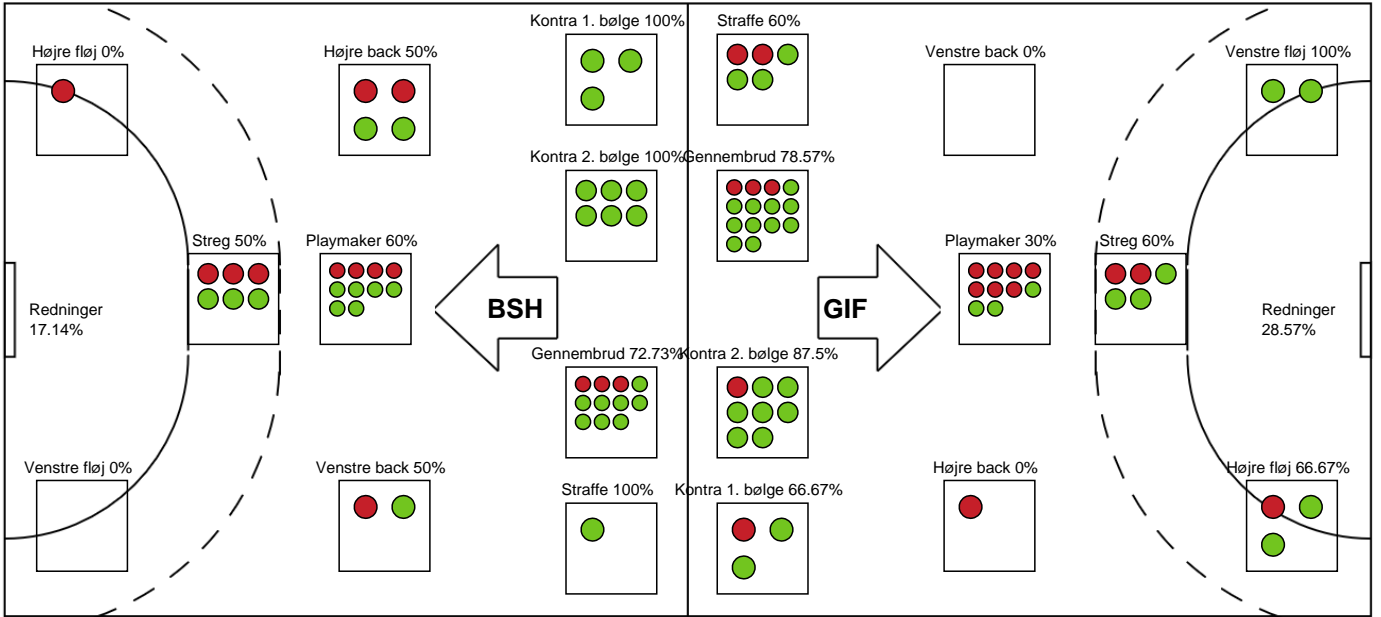 Kontra 1. bølge 100%
Straffe 60%
Højre fløj 0%
Højre back 50%
Venstre back 0%
Venstre fløj 100%
Kontra 2. bølge 100%
Gennembrud 78.57%
Streg 50%
Playmaker 60%
Playmaker 30%
Streg 60%
Redninger
17.14%
BSH
GIF
Redninger
28.57%
Gennembrud 72.73%
Kontra 2. bølge 87.5%
Venstre fløj 0%
Venstre back 50%
Straffe 100%
Kontra 1. bølge 66.67%
Højre back 0%
Højre fløj 66.67%